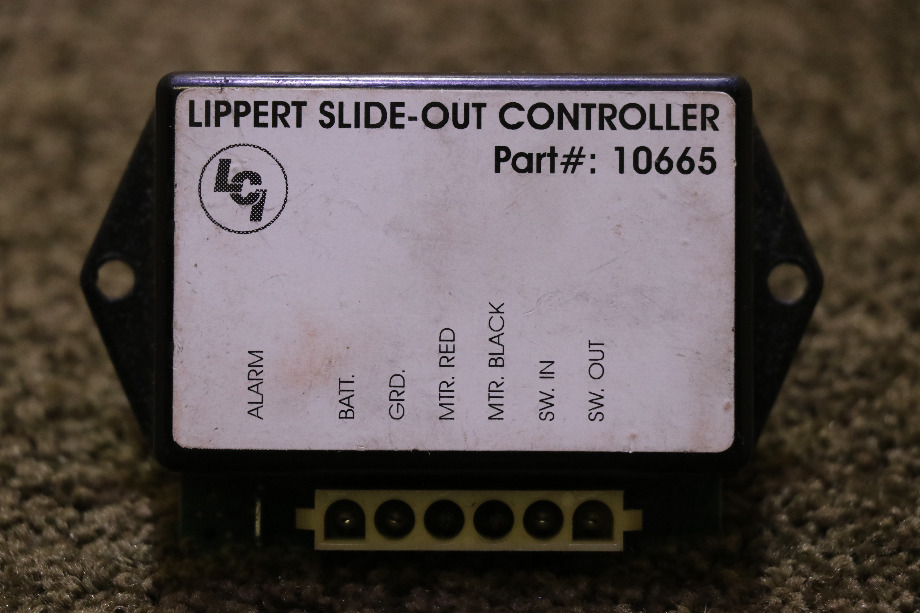 LIPPERT SLIDE-OUT CONTROLLER
Part#: 10665
LCI
ALARM
BATT.
GRD.
MTR. RED
MTR. BLACK
SW. IN
SW. OUT